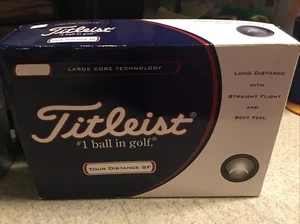 LARGE CORE TECHNOLOGY
Titleist®
#1 ball in golf.®
TOUR DISTANCE SF
LONG DISTANCE
WITH
STRAIGHT FLIGHT
AND
SOFT FEEL